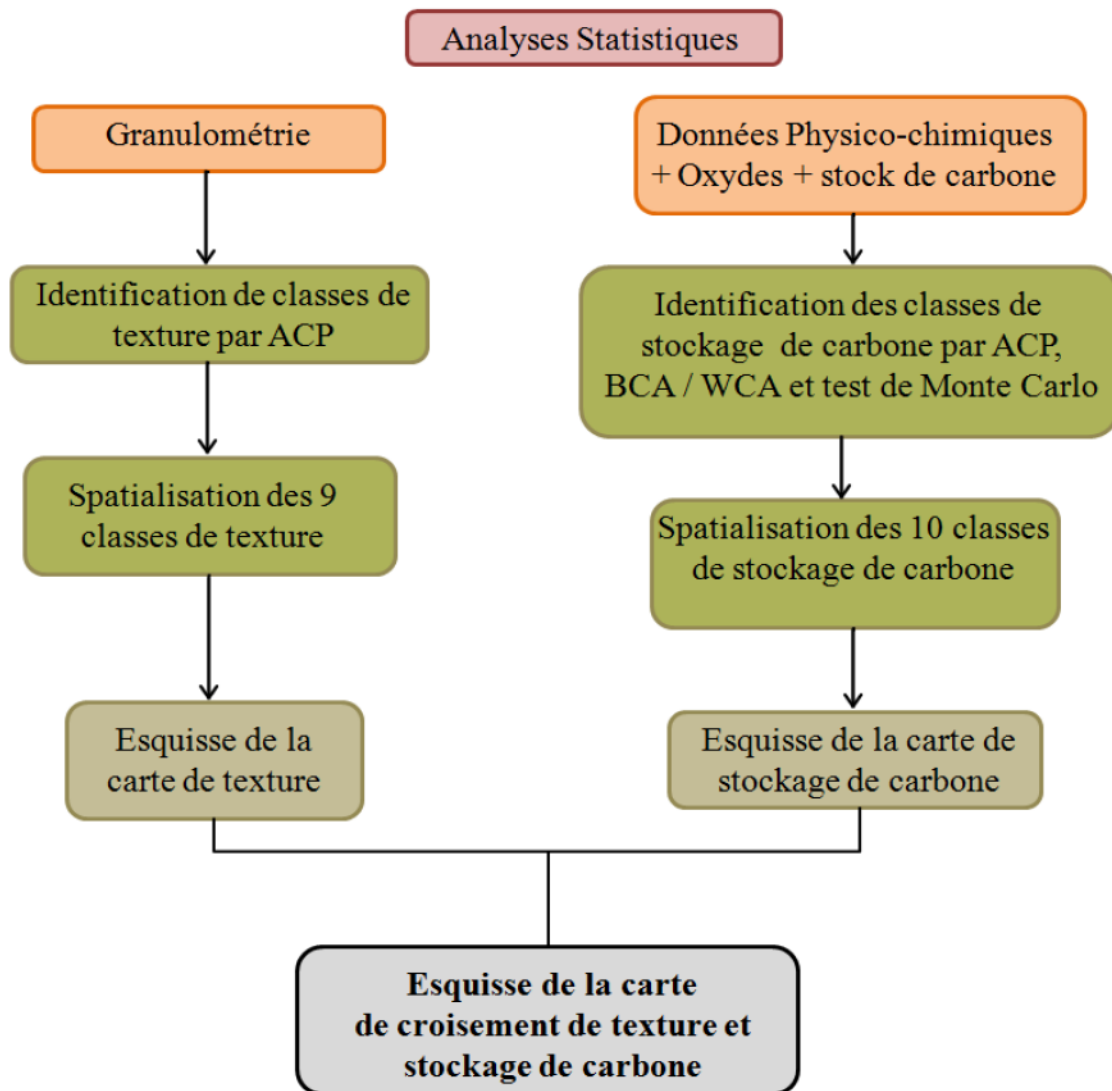 Analyses Statistiques
Granulométrie
Données Physico-chimiques
+ Oxydes + stock de carbone
Identification de classes de
texture par ACP
Identification des classes de
stockage de carbone par ACP,
BCA / WCA et test de Monte Carlo
Spatialisation des 9
classes de texture
Spatialisation des 10 classes
de stockage de carbone
Esquisse de la
carte de texture
Esquisse de la carte de
stockage de carbone
Esquisse de la carte
de croisement de texture et
stockage de carbone